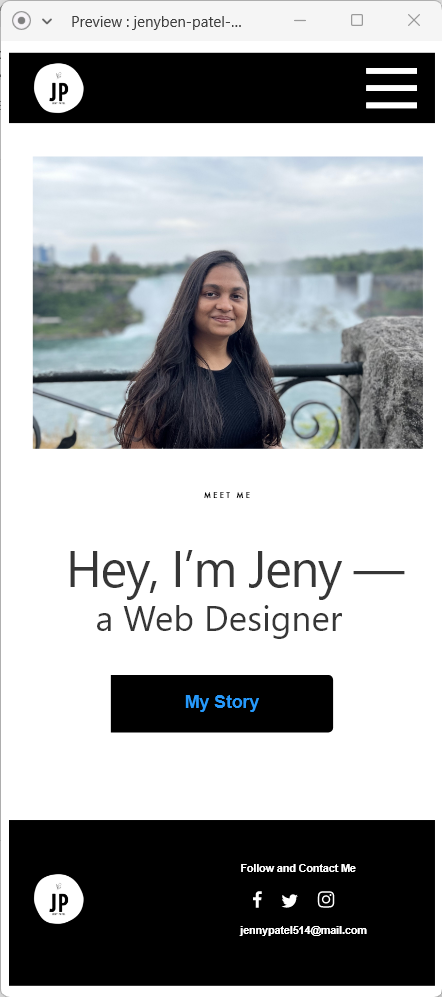 Preview : jenyben-patel-...
JP
MEET ME
Hey, I'm Jeny —
a Web Designer
My Story
JP
Follow and Contact Me
jennypatel514@mail.com